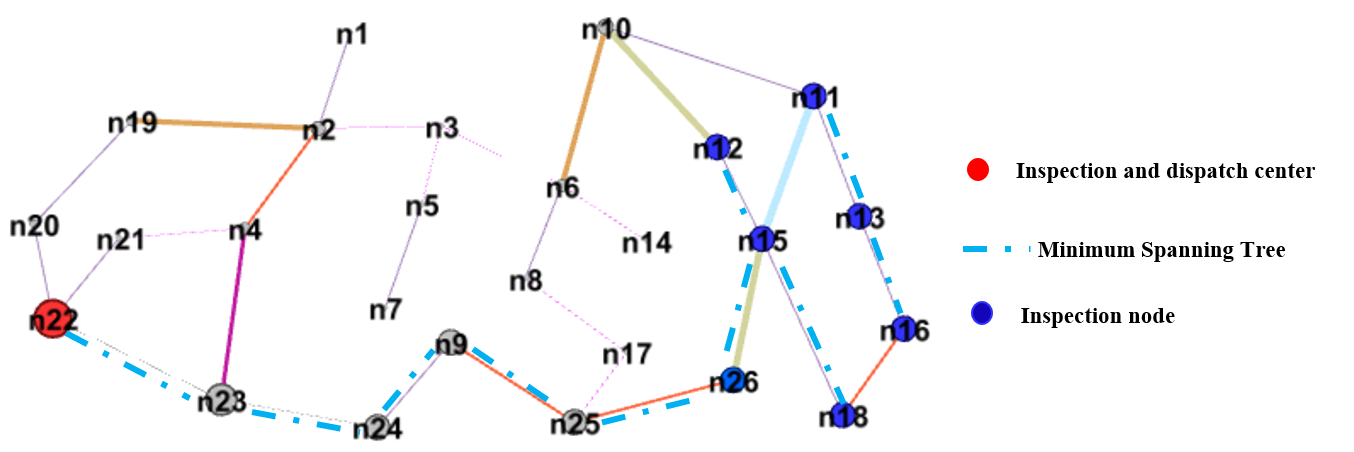 n1
n10
n11
n19
n2
n3
n12
n6
n5
n13
n20
n21
n4
n14
n15
n8
n7
n22
n9
n17
n16
n26
n23
n24
n25
n18
Inspection and dispatch center
Minimum Spanning Tree
Inspection node